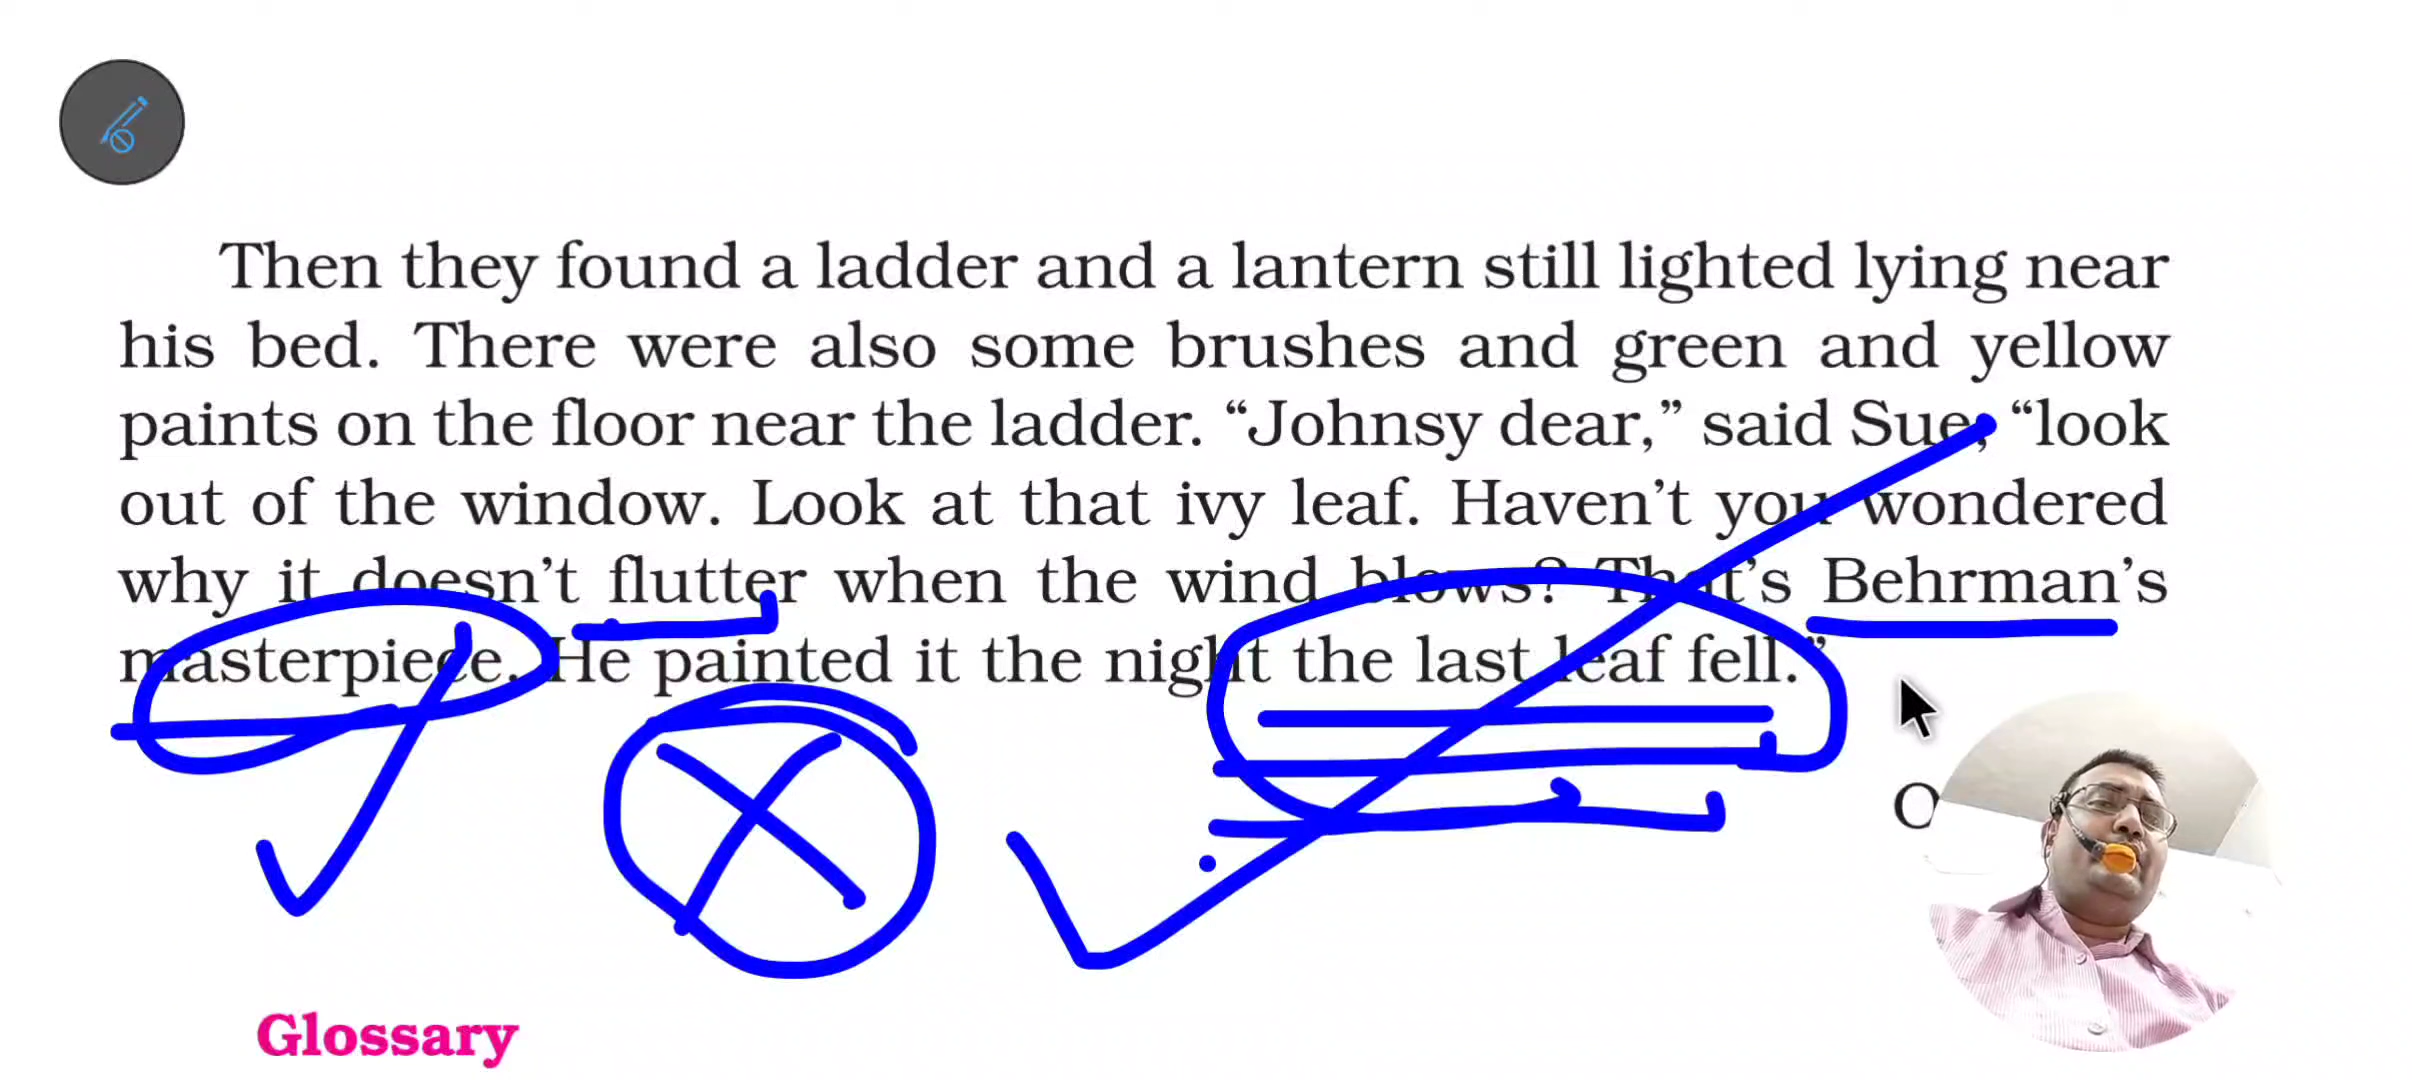 Then they found a ladder and a lantern still lighted lying near
his bed. There were also some brushes and green and yellow
paints on the floor near the ladder. “Johnsy dear,” said Sue, “look
out of the window. Look at that ivy leaf. Haven’t you wondered
why it doesn’t flutter when the wind blows? That’s Behrman’s
masterpiece. He painted it the night the last leaf fell.”
O
Glossary